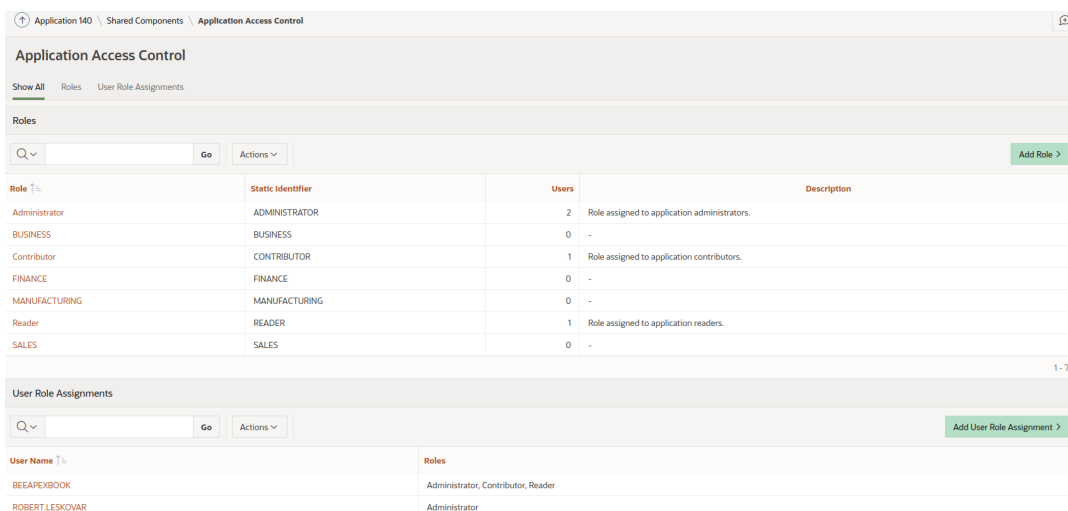 Application 140 \ Shared Components \ Application Access Control
Application Access Control
Show All Roles User Role Assignments
Roles
Go Actions Add Role >
Role Static Identifier Users Description
Administrator ADMINISTRATOR 2 Role assigned to application administrators.
BUSINESS BUSINESS 0 -
Contributor CONTRIBUTOR 1 Role assigned to application contributors.
FINANCE FINANCE 0 -
MANUFACTURING MANUFACTURING 0 -
Reader READER 1 Role assigned to application readers.
SALES SALES 0 -
1 - 7
User Role Assignments
Go Actions Add User Role Assignment >
User Name Roles
BEEAPEXBOOK Administrator, Contributor, Reader
ROBERT.LESKOVAR Administrator